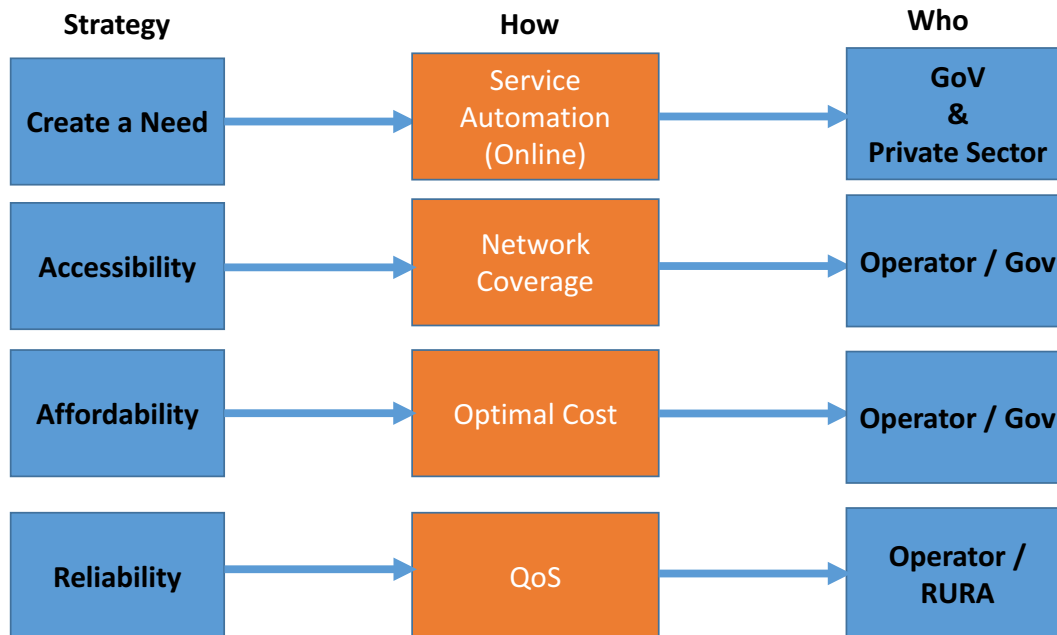 Strategy
How
Who
Create a Need
Service
Automation
(Online)
GoV
&
Private Sector
Accessibility
Network
Coverage
Operator / Gov
Affordability
Optimal Cost
Operator / Gov
Reliability
QoS
Operator /
RURA